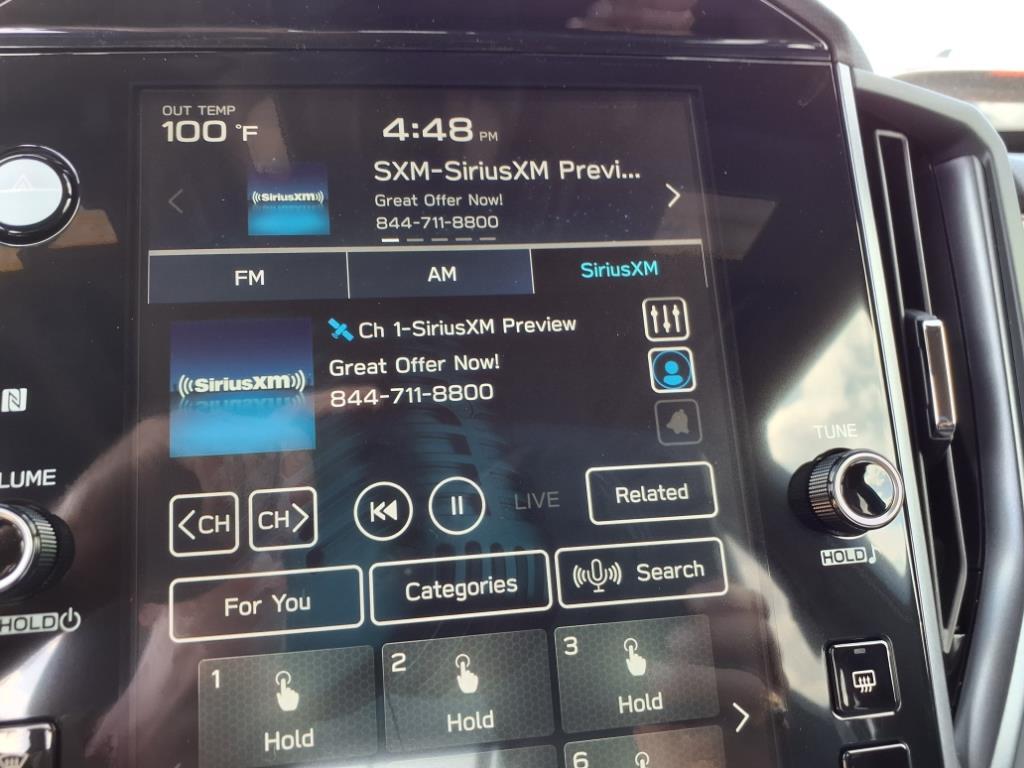 OUT TEMP
100 °F
4:48 PM
SXM-SiriusXM Previ...
((SiriusXM))
Great Offer Now!
844-711-8800
FM
AM
SiriusXM
Ch 1-SiriusXM Preview
Great Offer Now!
844-711-8800
((SiriusXM))
TUNE
LUME
<CH
CH>
LIVE
Related
HOLD
For You
Categories
Search
HOLD
1
Hold
2
Hold
3
Hold
6